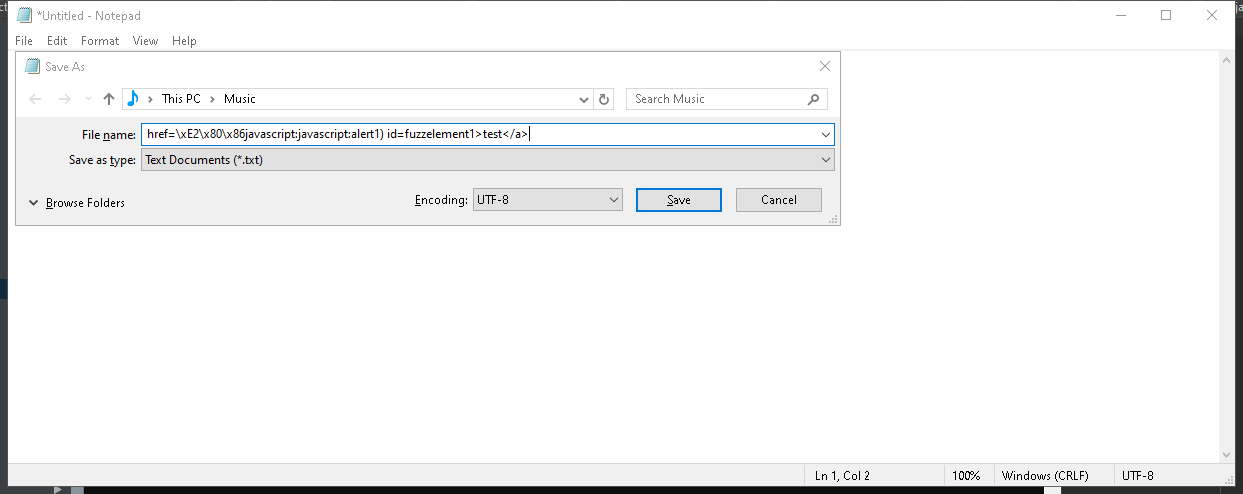 *Untitled - Notepad
File Edit Format View Help
Save As
This PC > Music
Search Music
File name: href=\xE2\x80\x86javascript:javascript:alert1) id=fuzzelement1>test</a>
Save as type: Text Documents (*.txt)
Browse Folders
Encoding: UTF-8
Save
Cancel
Ln 1, Col 2
100%
Windows (CRLF)
UTF-8